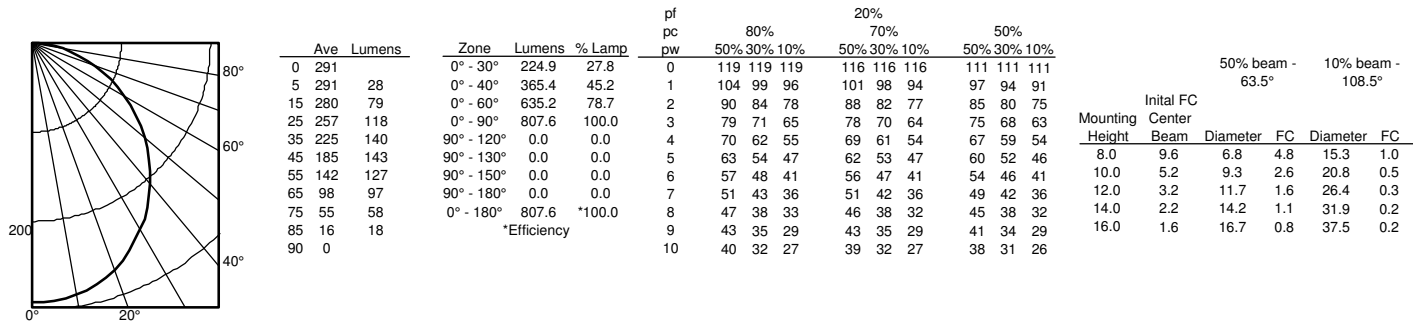 80°
60°
200
40°
0°
20°
Ave Lumens
0 291
5 291 28
15 280 79
25 257 118
35 225 140
45 185 143
55 142 127
65 98 97
75 55 58
85 16 18
90 0
Zone Lumens % Lamp
0° - 30° 224.9 27.8
0° - 40° 365.4 45.2
0° - 60° 635.2 78.7
0° - 90° 807.6 100.0
90° - 120° 0.0 0.0
90° - 130° 0.0 0.0
90° - 150° 0.0 0.0
90° - 180° 0.0 0.0
0° - 180° 807.6 *100.0
*Efficiency
pf 20%
pc 80% 70% 50%
pw 50% 30% 10% 50% 30% 10% 50% 30% 10%
0 119 119 119 116 116 116 111 111 111
1 104 99 96 101 98 94 97 94 91
2 90 84 78 88 82 77 85 80 75
3 79 71 65 78 70 64 75 68 63
4 70 62 55 69 61 54 67 59 54
5 63 54 47 62 53 47 60 52 46
6 57 48 41 56 47 41 54 46 41
7 51 43 36 51 42 36 49 42 36
8 47 38 33 46 38 32 45 38 32
9 43 35 29 43 35 29 41 34 29
10 40 32 27 39 32 27 38 31 26
50% beam - 10% beam -
63.5° 108.5°
Inital FC
Mounting Center
Height Beam Diameter FC Diameter FC
8.0 9.6 6.8 4.8 15.3 1.0
10.0 5.2 9.3 2.6 20.8 0.5
12.0 3.2 11.7 1.6 26.4 0.3
14.0 2.2 14.2 1.1 31.9 0.2
16.0 1.6 16.7 0.8 37.5 0.2